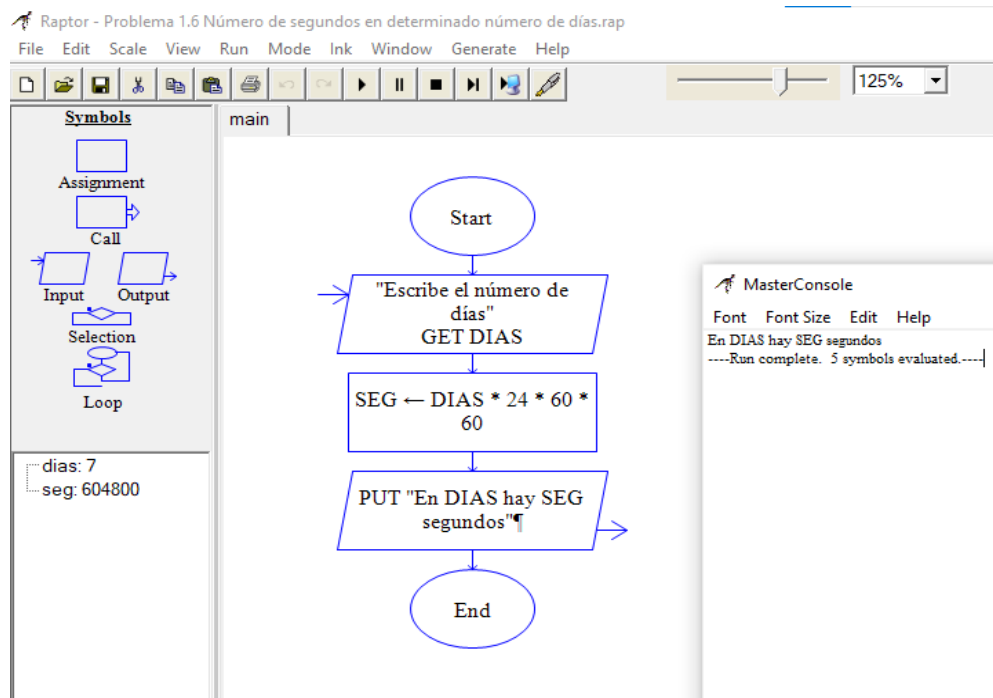 Raptor - Problema 1.6 Número de segundos en determinado número de días.rap
File Edit Scale View Run Mode Ink Window Generate Help
125%
Symbols
Assignment
Call
Input Output
Selection
Loop
dias: 7
seg: 604800
main
Start
"Escribe el número de
días"
GET DIAS
SEG ← DIAS * 24 * 60 *
60
PUT "En DIAS hay SEG
segundos"¶
End
MasterConsole
Font Font Size Edit Help
En DIAS hay SEG segundos
----Run complete. 5 symbols evaluated.----